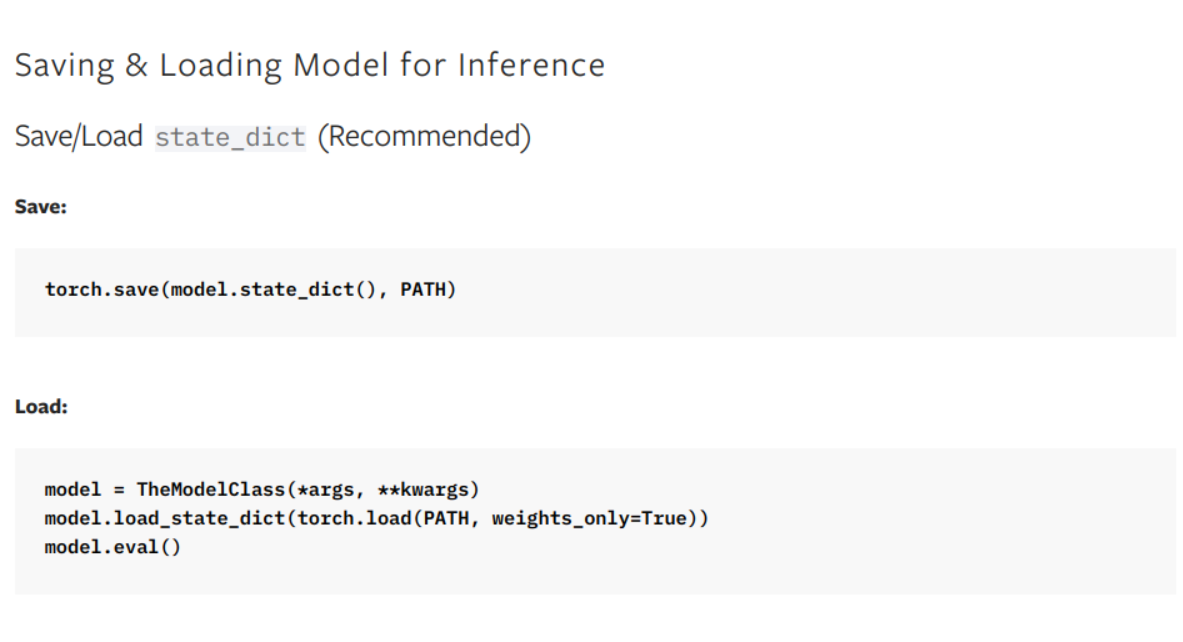 Saving & Loading Model for Inference
Save/Load state_dict (Recommended)
Save:
torch.save(model.state_dict(), PATH)
Load:
model = TheModelClass(*args, **kwargs)
model.load_state_dict(torch.load(PATH, weights_only=True))
model.eval()